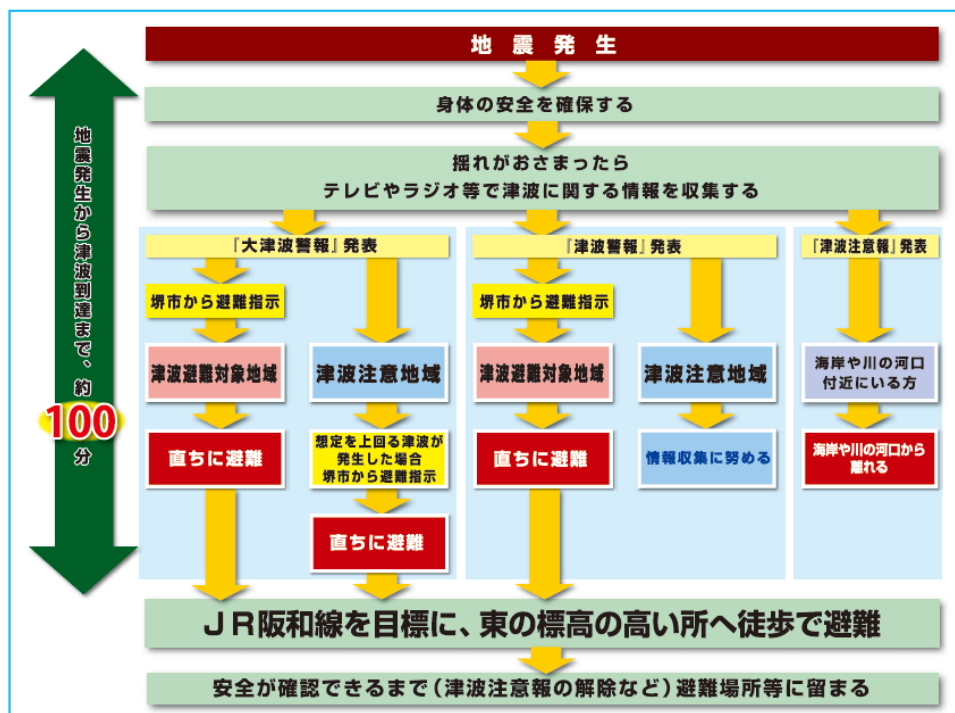 地震発生
身体の安全を確保する
揺れがおさまったら
テレビやラジオ等で津波に関する情報を収集する
地震発生から津波到達まで、約
100
分
『大津波警報』発表
堺市から避難指示
津波避難対象地域
直ちに避難
津波注意地域
想定を上回る津波が
発生した場合
堺市から避難指示
直ちに避難
『津波警報』発表
堺市から避難指示
津波避難対象地域
直ちに避難
津波注意地域
情報収集に努める
『津波注意報』発表
海岸や川の河口
付近にいる方
海岸や川の河口から
離れる
JR阪和線を目標に、東の標高の高い所へ徒歩で避難
安全が確認できるまで(津波注意報の解除など)避難場所等に留まる